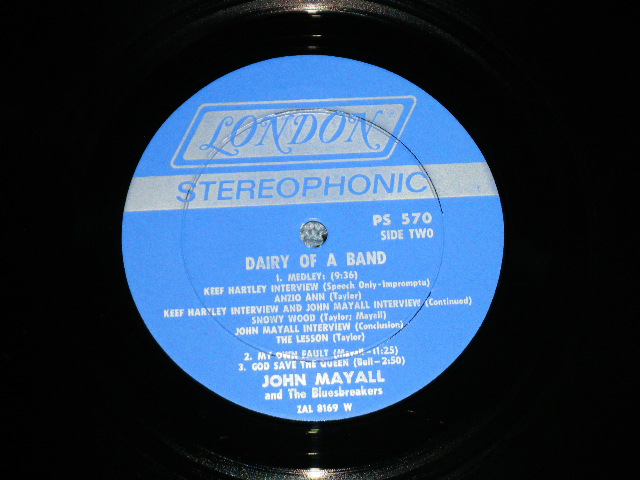 LONDON
STEREOPHONIC
PS 570
SIDE TWO
DAIRY OF A BAND
1. MEDLEY: (9:36)
KEEF HARTLEY INTERVIEW (Speech Only-Impromptu)
ANZIO ANN (Taylor)
KEEF HARTLEY INTERVIEW AND JOHN MAYALL INTERVIEW (Continued)
SNOWY WOOD (Taylor; Mayall)
JOHN MAYALL INTERVIEW (Conclusion)
THE LESSON (Taylor)
2. MY OWN FAULT (Mayall-11:25)
3. GOD SAVE THE QUEEN (Bull-2:50)
JOHN MAYALL
and The Bluesbreakers
ZAL 8169 W